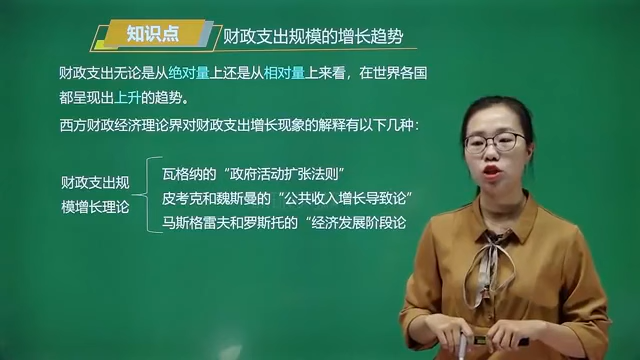 知识点
财政支出规模的增长趋势
财政支出无论是从绝对量上还是从相对量上来看，在世界各国
都呈现出上升的趋势。
西方财政经济理论界对财政支出增长现象的解释有以下几种：
财政支出规
模增长理论
瓦格纳的“政府活动扩张法则”
皮考克和魏斯曼的“公共收入增长导致论”
马斯格雷夫和罗斯托的“经济发展阶段论